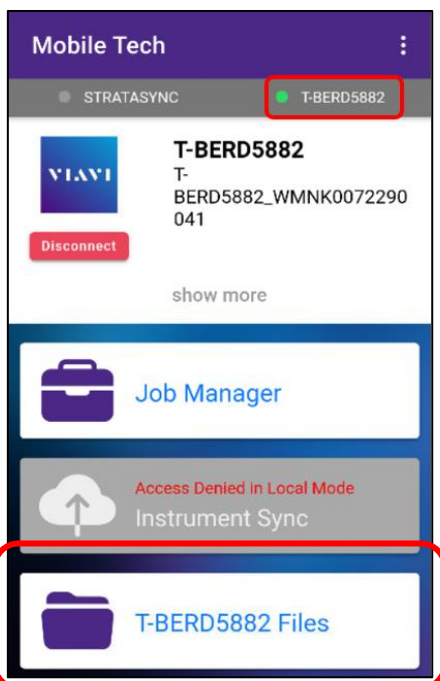 Mobile Tech
STRATASYNC
T-BERD5882
VIAVI
T-BERD5882
T-
BERD5882_WMNK0072290
041
Disconnect
show more
Job Manager
Access Denied in Local Mode
Instrument Sync
T-BERD5882 Files